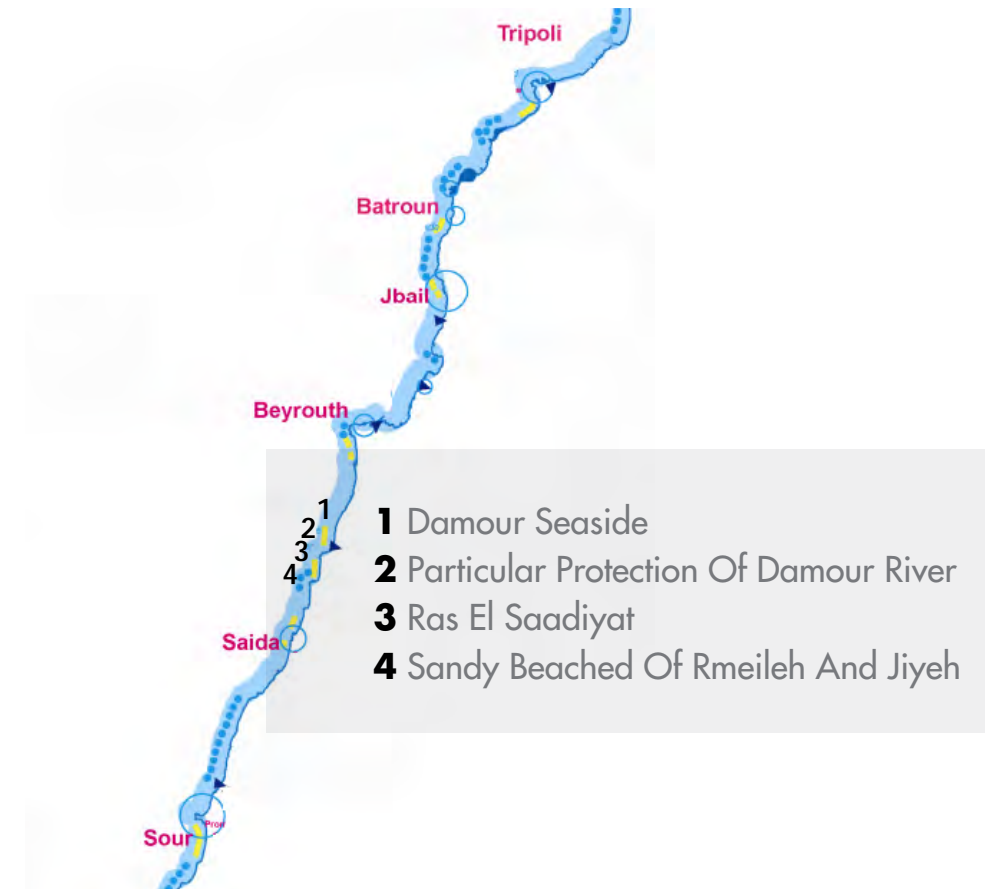 Tripoli
Batroun
Jbail
Beyrouth
1
2
3
4
1 Damour Seaside
2 Particular Protection Of Damour River
3 Ras El Saadiyat
4 Sandy Beached Of Rmeileh And Jiyeh
Saida
Sour